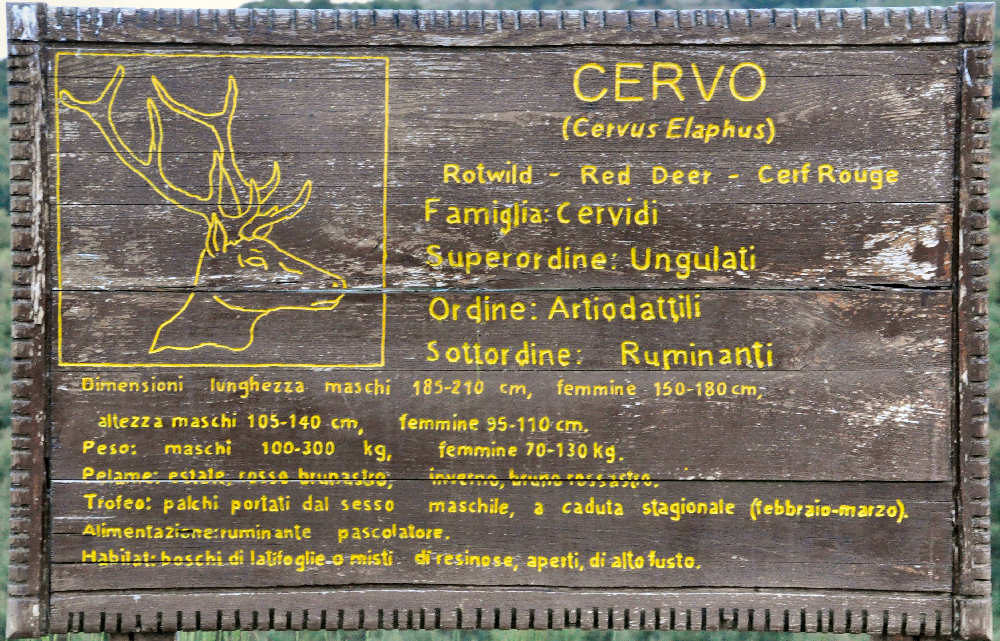 CERVO
(Cervus Elaphus)
Rotwild - Red Deer - Cerf Rouge
Famiglia: Cervidi
Superordine: Ungulati
Ordine: Artiodattili
Sottordine: Ruminanti
Dimensioni lunghezza maschi 185-210 cm, femmine 150-180 cm,
altezza maschi 105-140 cm, femmine 95-110 cm.
Peso: maschi 100-300 kg, femmine 70-130 kg.
Pelame: estate, rosso brunastro; inverno, bruno rossastro.
Trofeo: palchi portati dal sesso maschile, a caduta stagionale (febbraio-marzo).
Alimentazione: ruminante pascolatore.
Habitat: boschi di latifoglie o misti di resinose, aperti, di alto fusto.